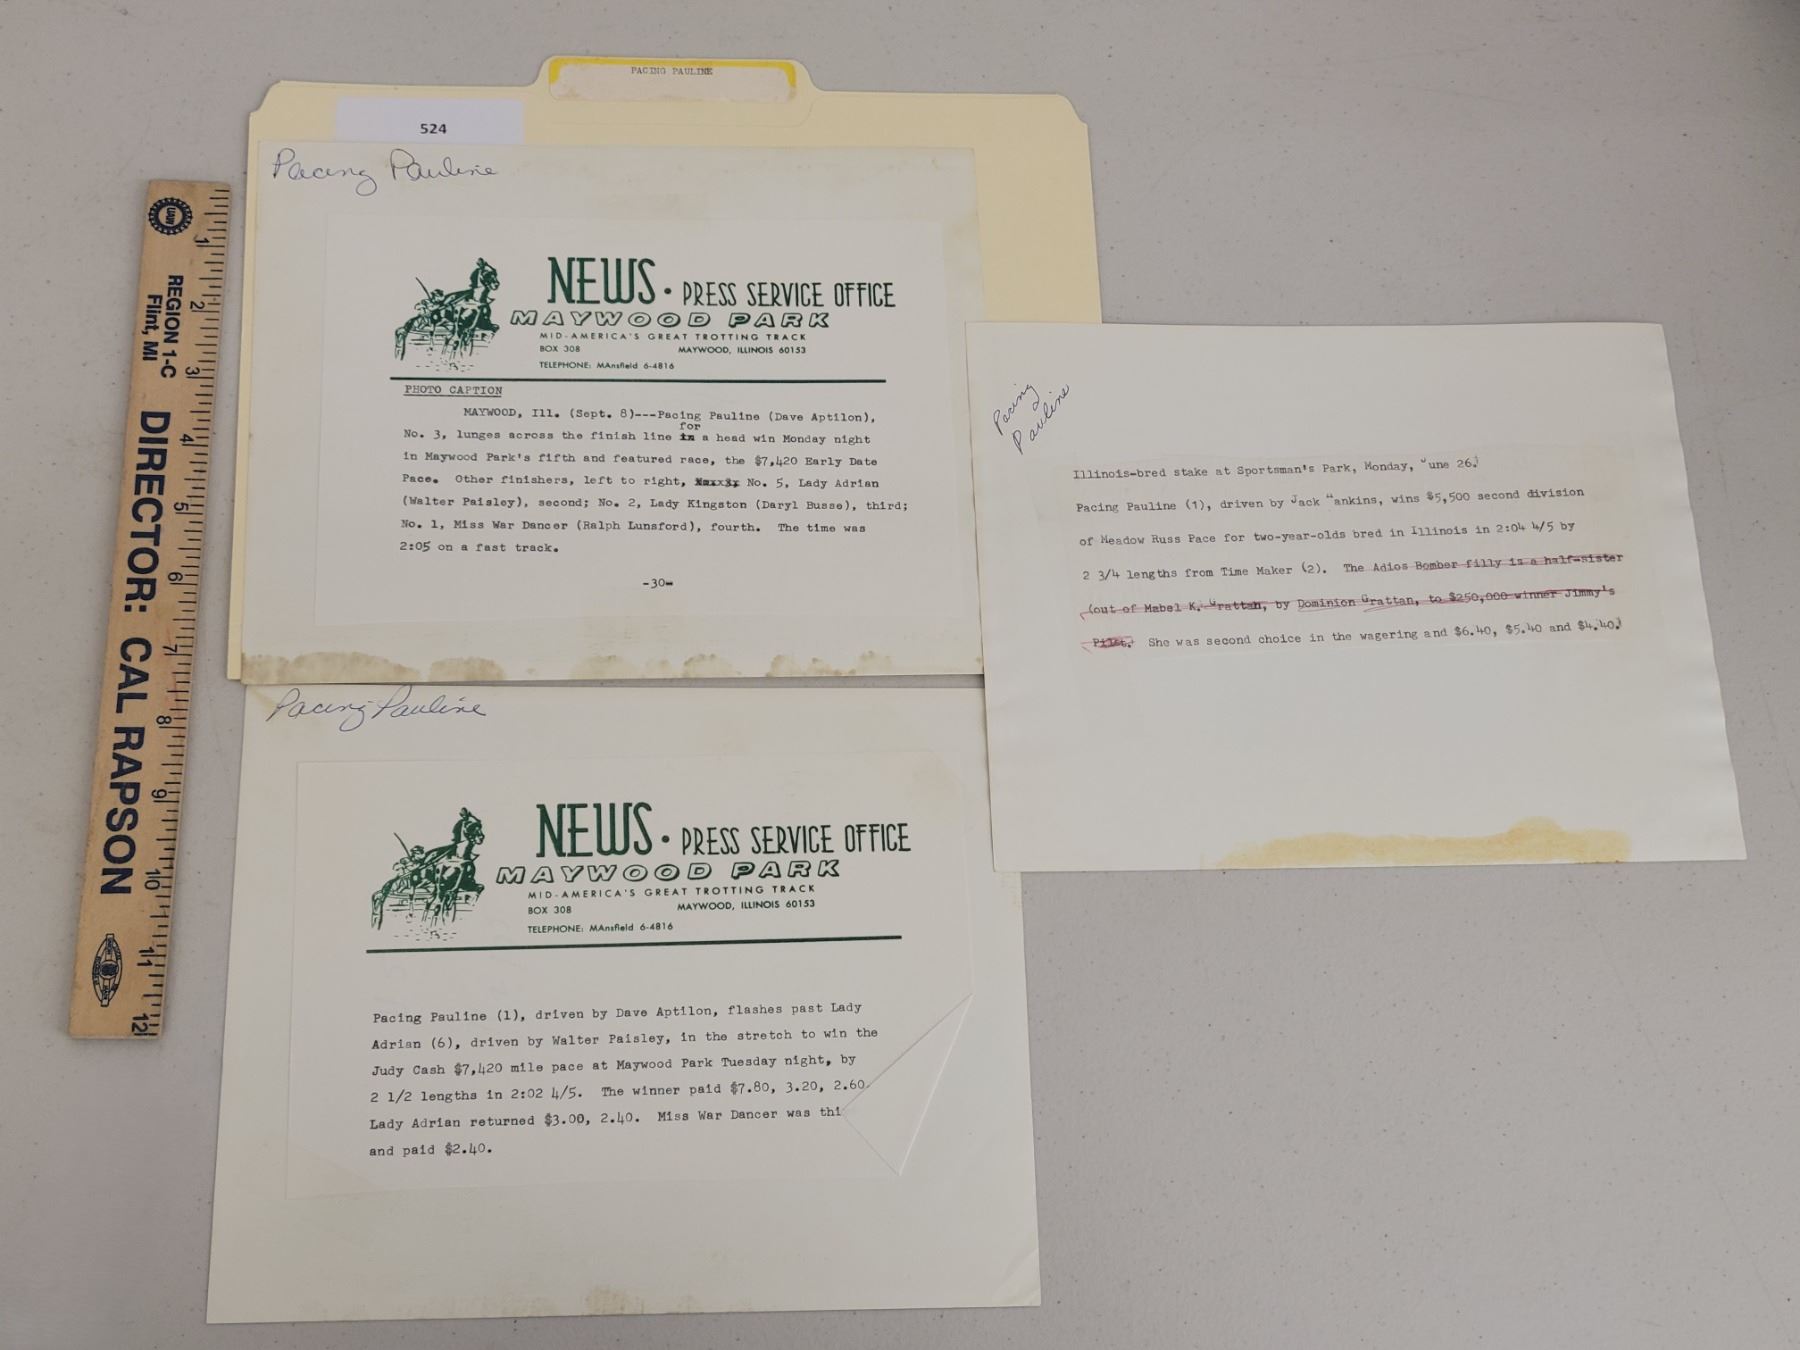 PACING PAULINE
524
Pacing Pauline
NEWS • PRESS SERVICE OFFICE
MAYWOOD PARK
MID-AMERICA'S GREAT TROTTING TRACK
BOX 308 MAYWOOD, ILLINOIS 60153
TELEPHONE: MAnsfield 6-4816
PHOTO CAPTION
MAYWOOD, Ill. (Sept. 8)---Pacing Pauline (Dave Aptilon),
for
No. 3, lunges across the finish line in a head win Monday night
in Maywood Park's fifth and featured race, the $7,420 Early Date
Pace. Other finishers, left to right, No. 5, Lady Adrian
(Walter Paisley), second; No. 2, Lady Kingston (Daryl Busse), third;
No. 1, Miss War Dancer (Ralph Lunsford), fourth. The time was
2:05 on a fast track.
-30-
Pacing Pauline
NEWS • PRESS SERVICE OFFICE
MAYWOOD PARK
MID-AMERICA'S GREAT TROTTING TRACK
BOX 308 MAYWOOD, ILLINOIS 60153
TELEPHONE: MAnsfield 6-4816
Pacing Pauline (1), driven by Dave Aptilon, flashes past Lady
Adrian (6), driven by Walter Paisley, in the stretch to win the
Judy Cash $7,420 mile pace at Maywood Park Tuesday night, by
2 1/2 lengths in 2:02 4/5. The winner paid $7.80, 3.20, 2.60
Lady Adrian returned $3.00, 2.40. Miss War Dancer was thi
and paid $2.40.
Pacing
Pauline
Illinois-bred stake at Sportsman's Park, Monday, June 26.
Pacing Pauline (1), driven by Jack Hankins, wins $5,500 second division
of Meadow Russ Pace for two-year-olds bred in Illinois in 2:04 4/5 by
2 3/4 lengths from Time Maker (2). The Adios Bomber filly is a half-sister
(out of Mabel K. Grattan, by Dominion Grattan, to $250,000 winner Jimmy's
Pilot. She was second choice in the wagering and $6.40, $5.40 and $4.40.
UAW
REGION 1-C
Flint, MI
DIRECTOR: CAL RAPSON
1 2 3 4 5 6 7 8 9 10 11 12